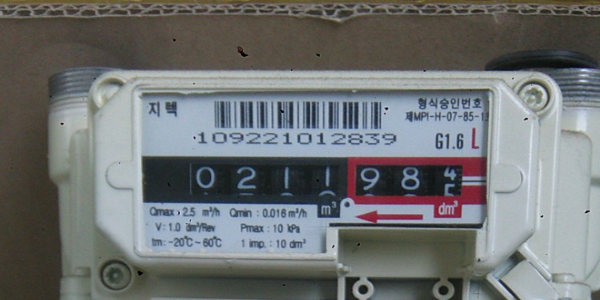 지텍
형식승인번호
제MPI-H-07-85-1
109221012839
G1.6 L
0211 98
m³ dm³
Qmax : 2.5 m³/h Qmin : 0.016 m³/h
V : 1.0 dm³/Rev Pmax : 10 kPa
tm : -20℃ ~ 60℃ 1 imp. : 10 dm³